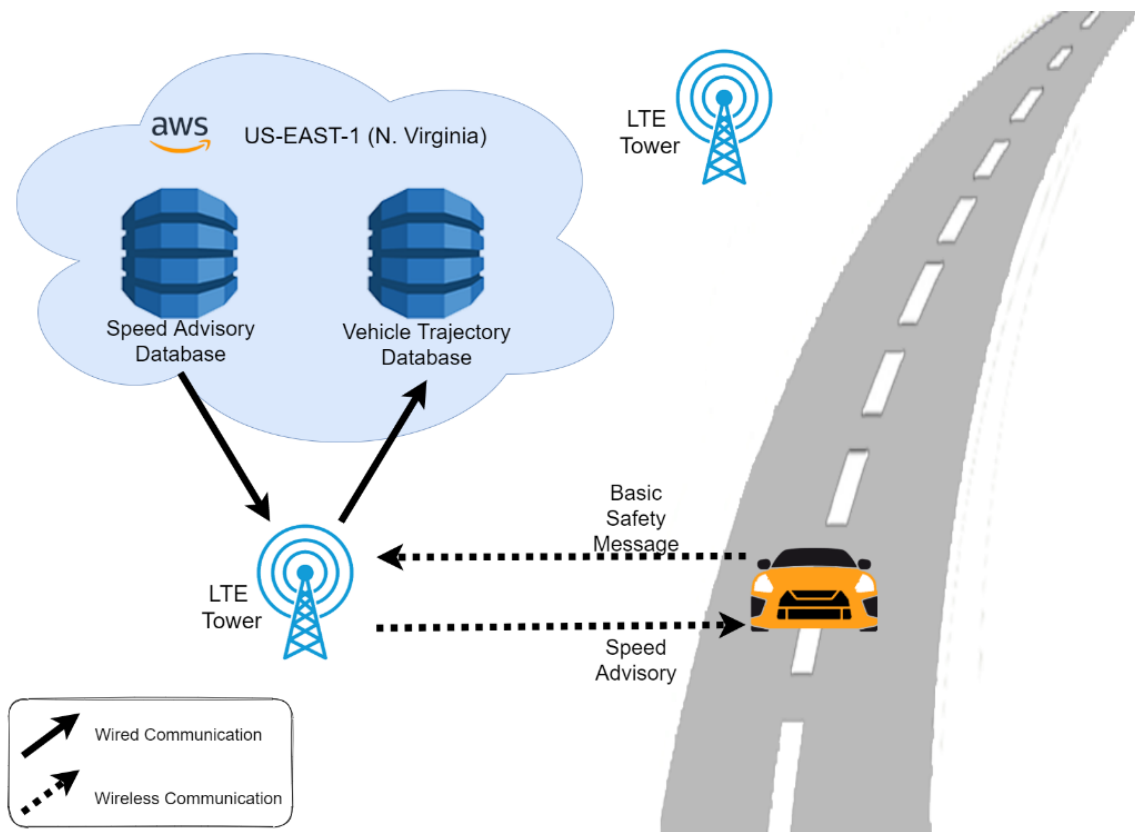 aws
US-EAST-1 (N. Virginia)
LTE
Tower
Speed Advisory
Database
Vehicle Trajectory
Database
Basic
Safety
Message
LTE
Tower
Speed
Advisory
Wired Communication
Wireless Communication